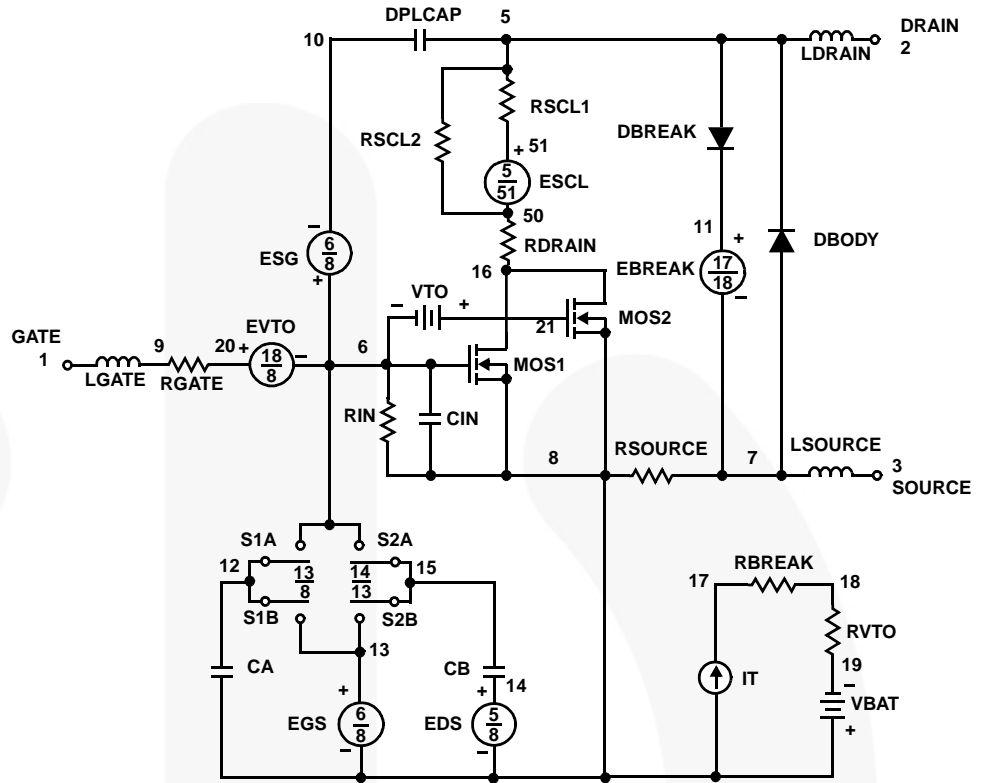 DPLCAP
5
10
DRAIN
2
LDRAIN
RSCL1
RSCL2
DBREAK
+ 51
5
51
ESCL
50
11
DBODY
RDRAIN
ESG
−
6
8
+
16
EBREAK
+
17
18
−
− VTO +
21
MOS2
GATE
1
9
20 +
EVTO
18
8
−
6
MOS1
LGATE
RGATE
RIN
CIN
8
RSOURCE
7
LSOURCE
3
SOURCE
S1A
S2A
12
13
8
14
13
15
S1B
S2B
13
RBREAK
17
18
RVTO
19
CA
CB
14
IT
−
VBAT
+
+
EGS
6
8
−
+
EDS
5
8
−